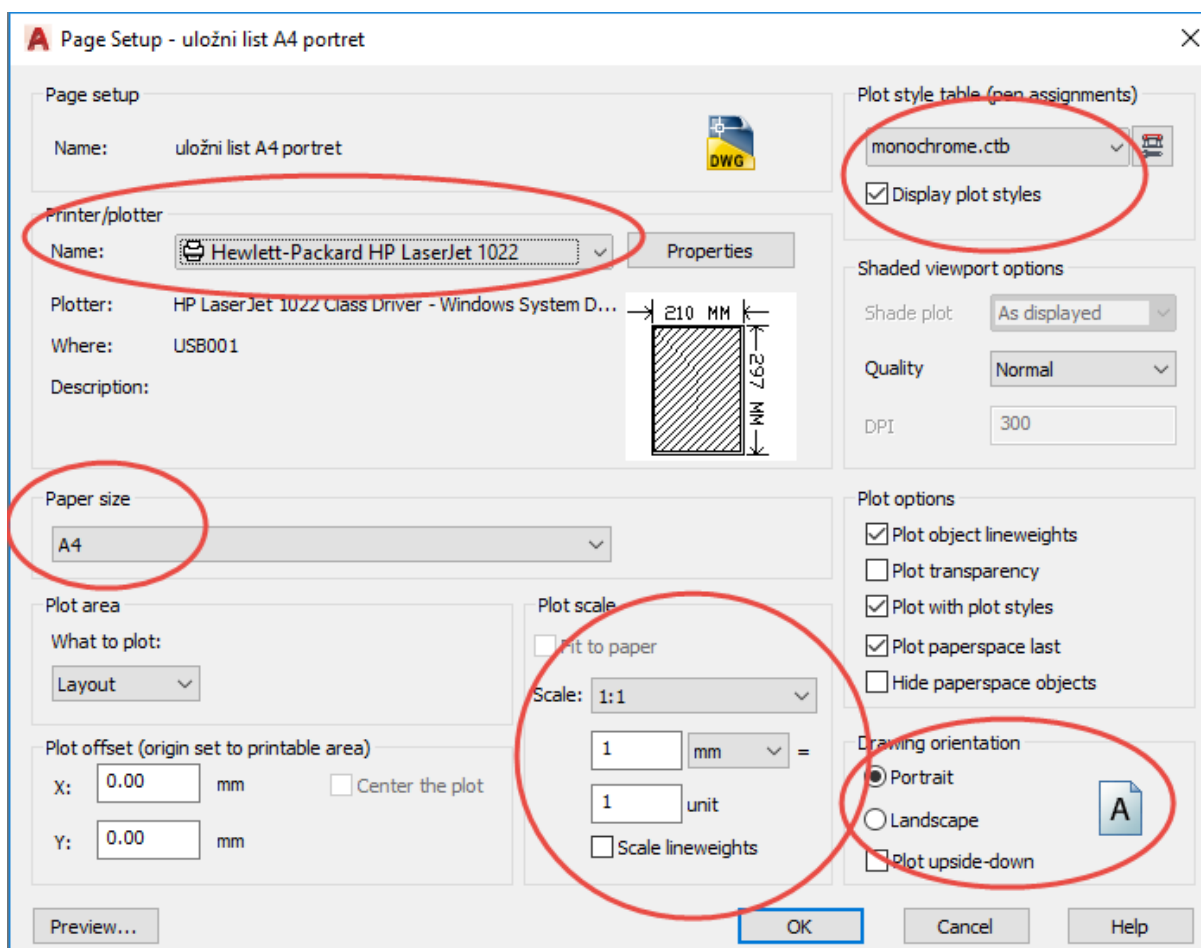 Page Setup - uložni list A4 portret
Page setup
Name: uložni list A4 portret
DWG
Printer/plotter
Name: Hewlett-Packard HP LaserJet 1022 Properties
Plotter: HP LaserJet 1022 Class Driver - Windows System D...
Where: USB001
Description:
210 MM
297 MM
Paper size
A4
Plot area
What to plot:
Layout
Plot offset (origin set to printable area)
X: 0.00 mm Center the plot
Y: 0.00 mm
Plot scale
Fit to paper
Scale: 1:1
1 mm =
1 unit
Scale lineweights
Plot style table (pen assignments)
monochrome.ctb
Display plot styles
Shaded viewport options
Shade plot As displayed
Quality Normal
DPI 300
Plot options
Plot object lineweights
Plot transparency
Plot with plot styles
Plot paperspace last
Hide paperspace objects
Drawing orientation
Portrait
Landscape
A
Plot upside-down
Preview... OK Cancel Help